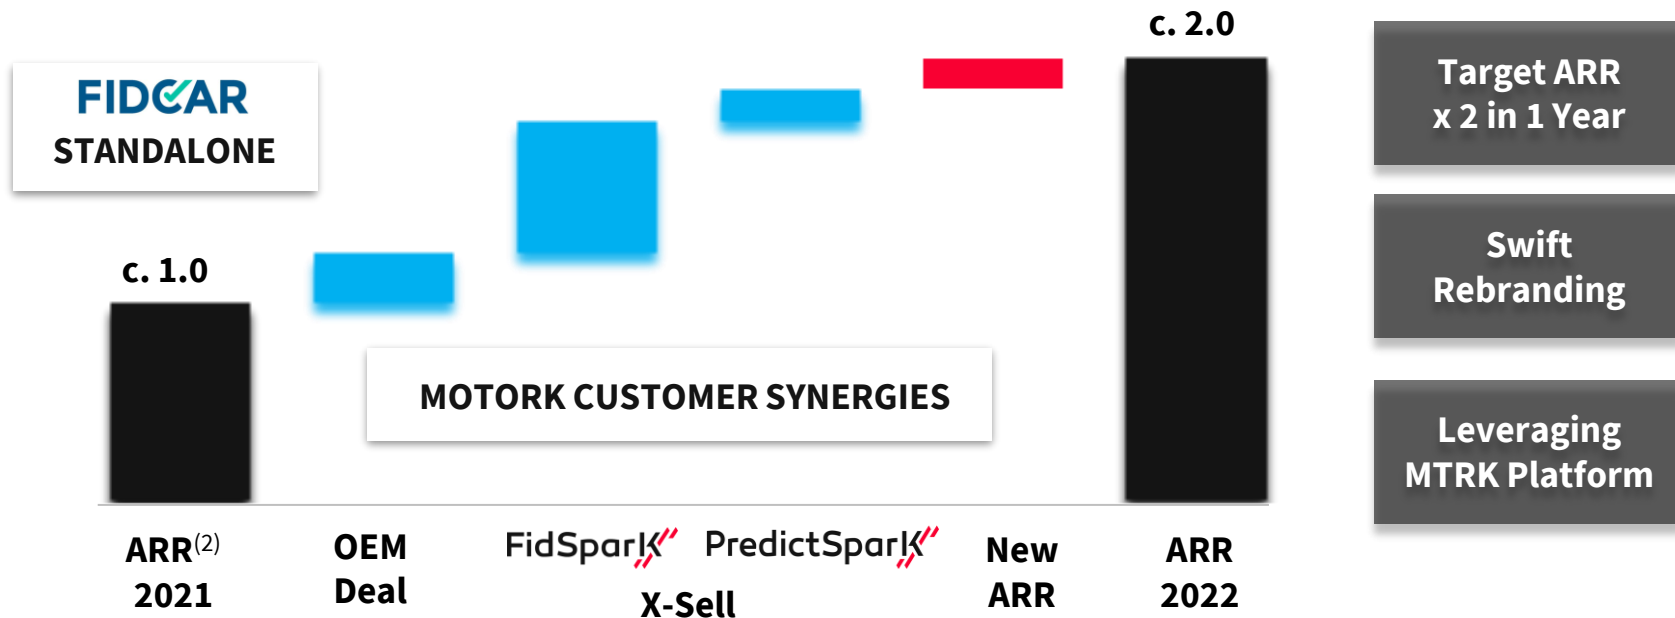 c. 2.0
FIDCAR
STANDALONE
c. 1.0
MOTORK CUSTOMER SYNERGIES
ARR(2)
2021
OEM
Deal
FidSpark
PredictSpark
X-Sell
New
ARR
ARR
2022
Target ARR
x 2 in 1 Year
Swift
Rebranding
Leveraging
MTRK Platform